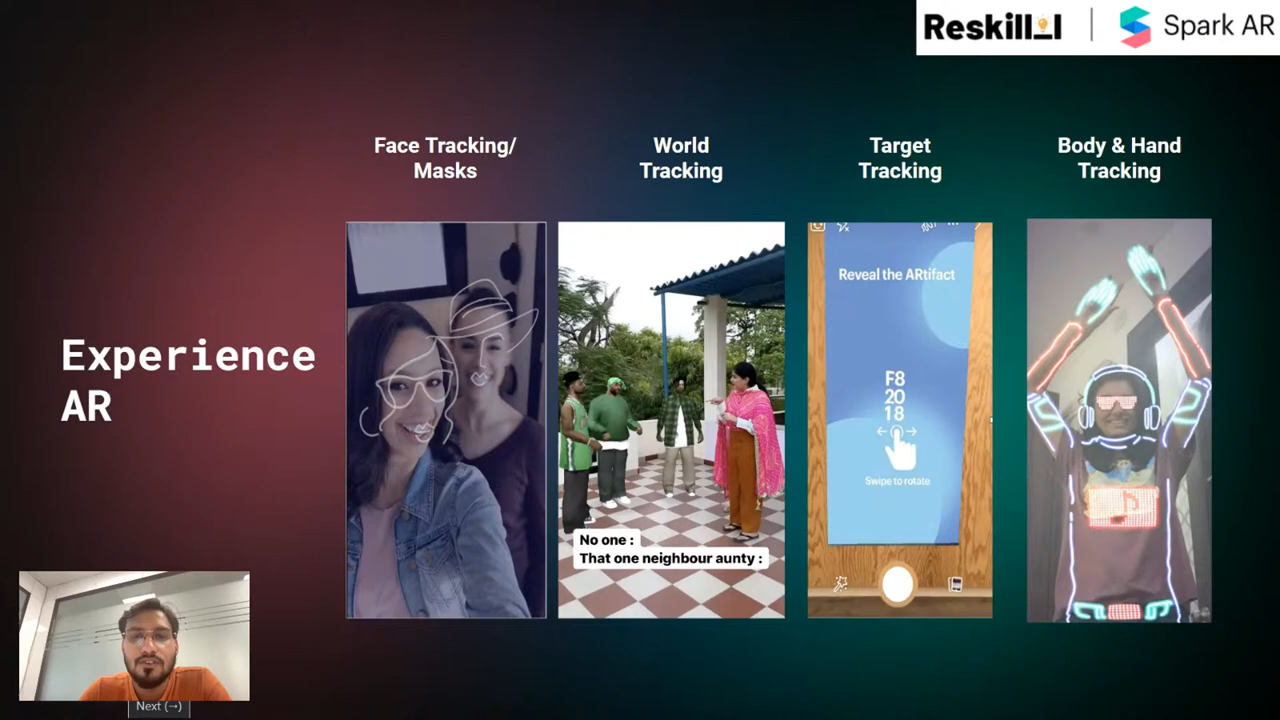 Reskill_l | Spark AR
Face Tracking/
Masks
World
Tracking
Target
Tracking
Body & Hand
Tracking
Experience
AR
Reveal the ARtifact
F8
20
18
Swipe to rotate
No one :
That one neighbour aunty :
Next (→)